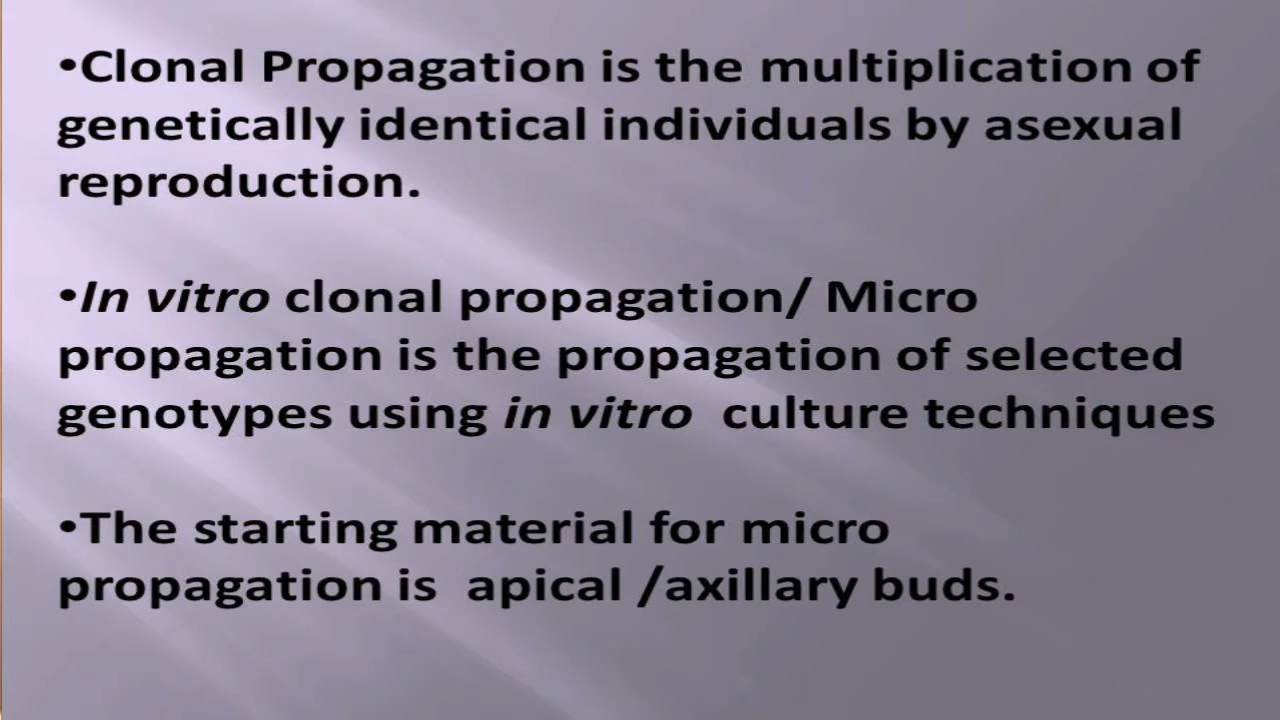 •Clonal Propagation is the multiplication of
genetically identical individuals by asexual
reproduction.
•In vitro clonal propagation/ Micro
propagation is the propagation of selected
genotypes using in vitro culture techniques
•The starting material for micro
propagation is apical /axillary buds.